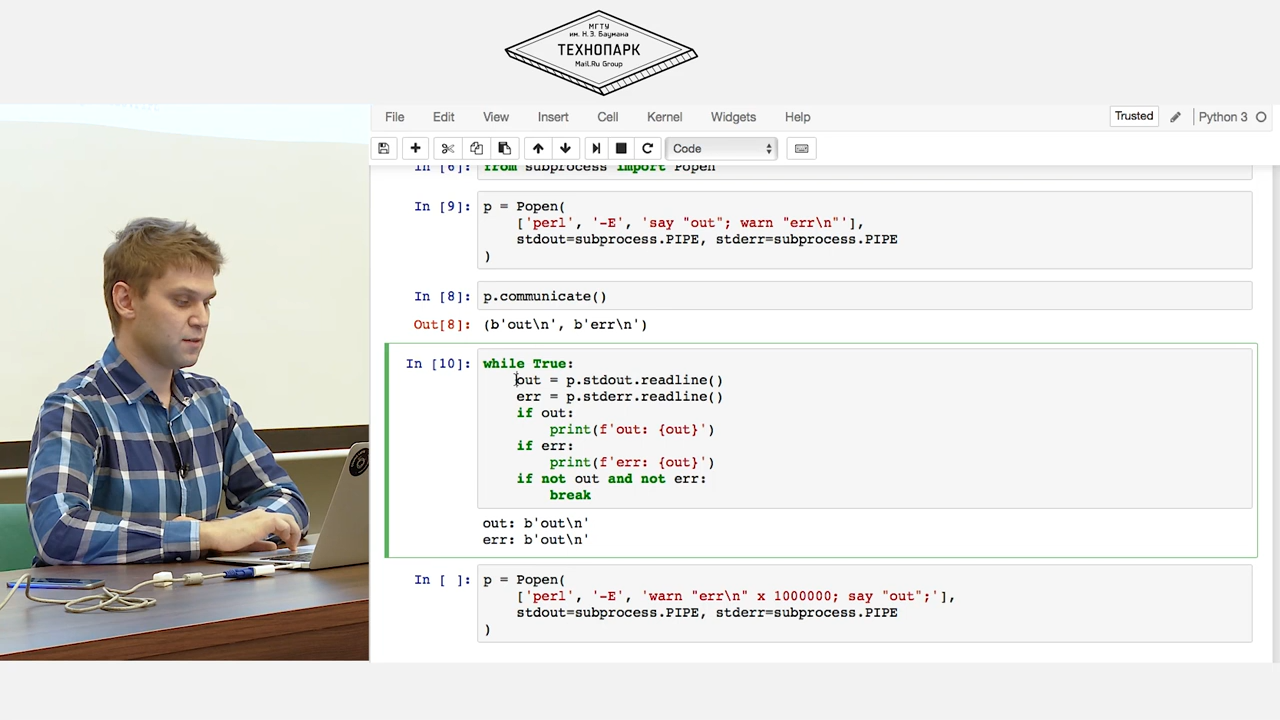 МГТУ
им. Н.Э. Баумана
ТЕХНОПАРК
Mail.Ru Group
File Edit View Insert Cell Kernel Widgets Help
Trusted
Python 3
Code
In [6]: from subprocess import Popen
In [9]: p = Popen(
['perl', '-E', 'say "out"; warn "err\n"'],
stdout=subprocess.PIPE, stderr=subprocess.PIPE
)
In [8]: p.communicate()
Out[8]: (b'out\n', b'err\n')
In [10]: while True:
out = p.stdout.readline()
err = p.stderr.readline()
if out:
print(f'out: {out}')
if err:
print(f'err: {out}')
if not out and not err:
break
out: b'out\n'
err: b'out\n'
In [ ]: p = Popen(
['perl', '-E', 'warn "err\n" x 1000000; say "out";'],
stdout=subprocess.PIPE, stderr=subprocess.PIPE
)